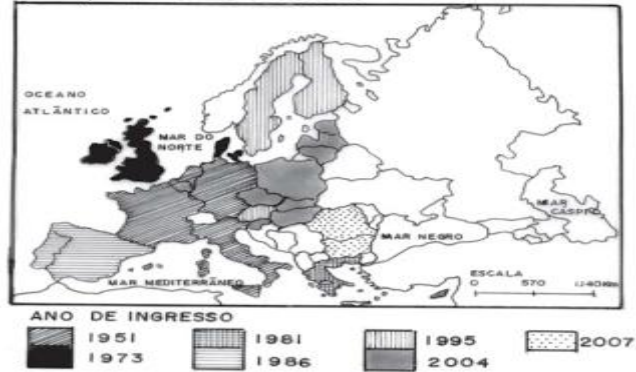 OCEANO
ATLÂNTICO
MAR DO
NORTE
MAR
CASPIO
MAR NEGRO
MAR MEDITERRÂNEO
ESCALA
0 570 1140Km
ANO DE INGRESSO
1951
1981
1995
2007
1973
1986
2004